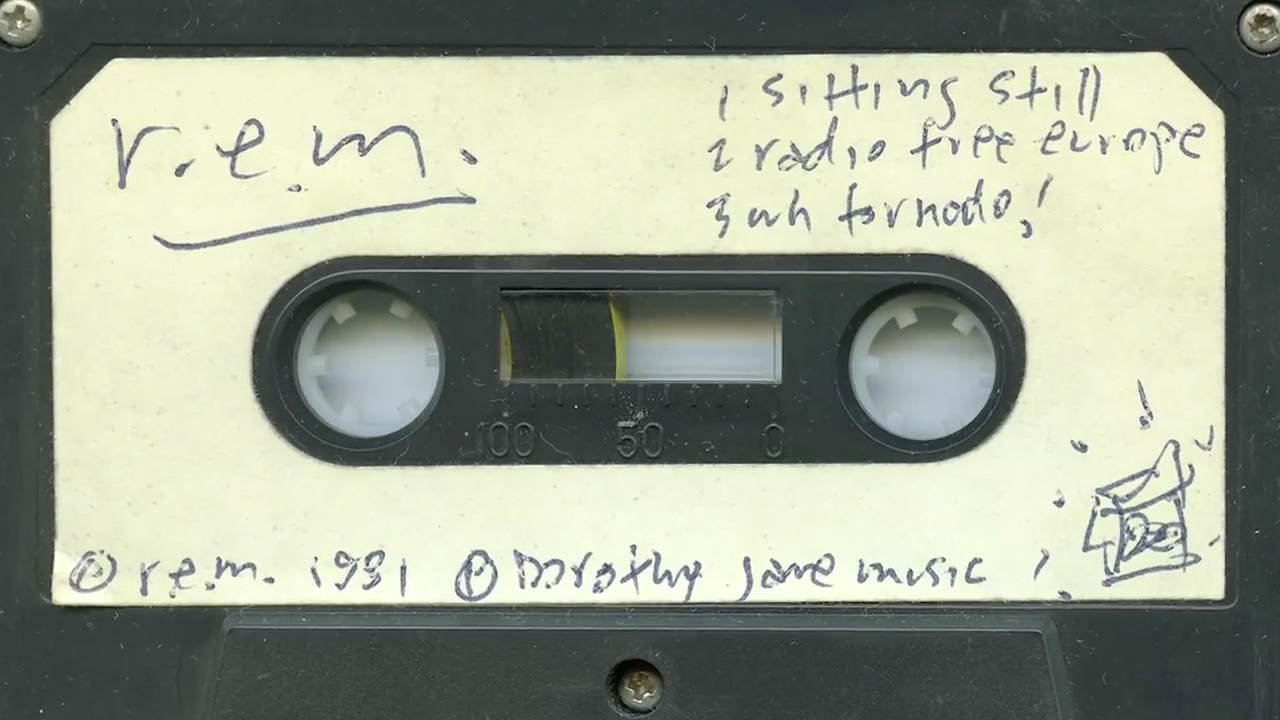 r.e.m.
1 sitting still
2 radio free europe
3 wh tornado!
100 50 0
© r.e.m. 1981 ℗ Dorothy Jane music